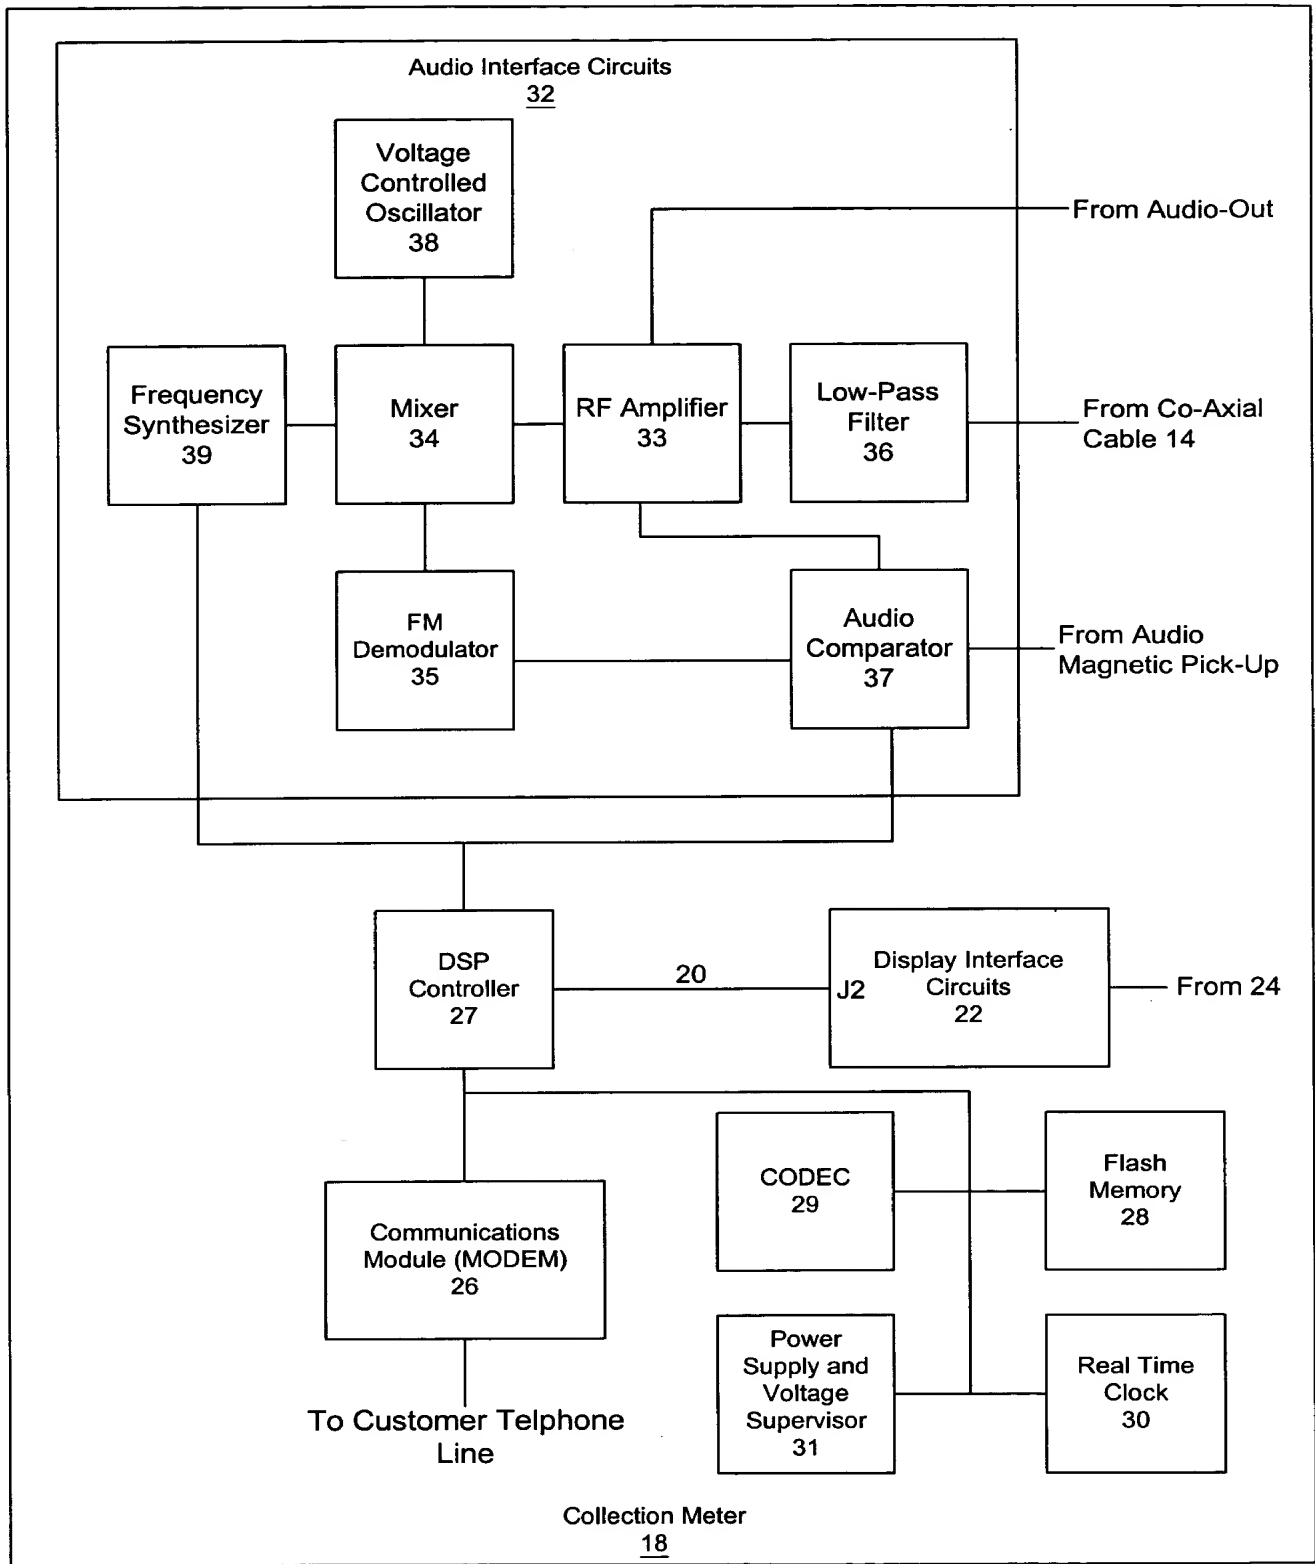 Audio Interface Circuits
32
Voltage
Controlled
Oscillator
38
From Audio-Out
Frequency
Synthesizer
39
Mixer
34
RF Amplifier
33
Low-Pass
Filter
36
From Co-Axial
Cable 14
FM
Demodulator
35
Audio
Comparator
37
From Audio
Magnetic Pick-Up
DSP
Controller
27
20
J2
Display Interface
Circuits
22
From 24
CODEC
29
Flash
Memory
28
Communications
Module (MODEM)
26
Power
Supply and
Voltage
Supervisor
31
Real Time
Clock
30
To Customer Telphone
Line
Collection Meter
18